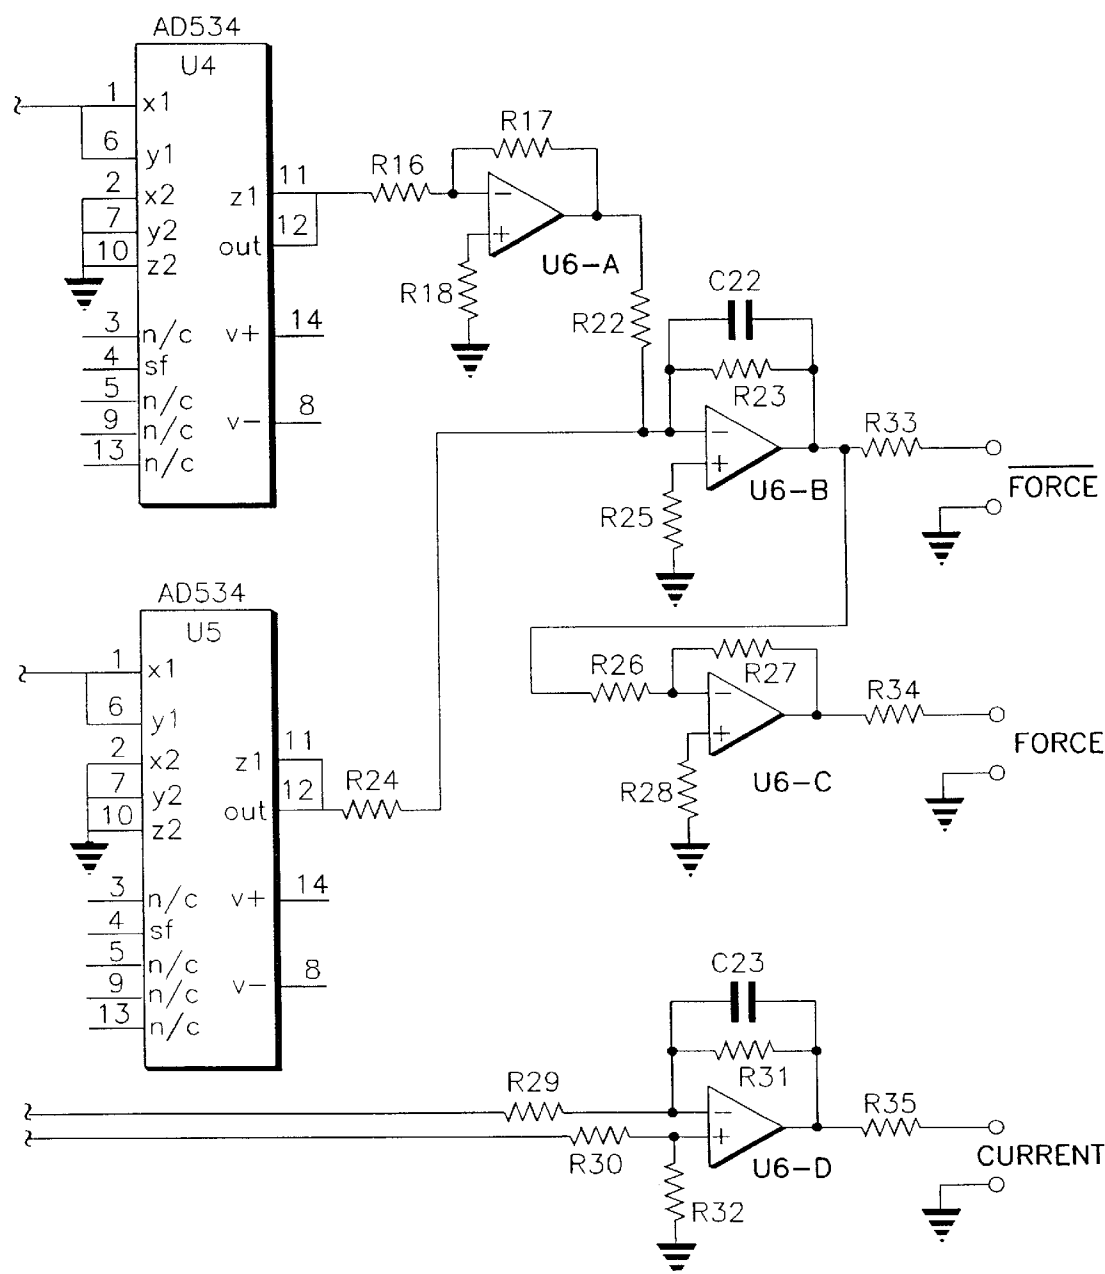 AD534
U4
1 x1
6 y1
2 x2
7 y2
10 z2
3 n/c
4 sf
5 n/c
9 n/c
13 n/c
z1 11
out 12
v+ 14
v- 8
R16
R17
R18
U6-A
R22
C22
R23
U6-B
R25
R33
FORCE
AD534
U5
1 x1
6 y1
2 x2
7 y2
10 z2
3 n/c
4 sf
5 n/c
9 n/c
13 n/c
z1 11
out 12
v+ 14
v- 8
R24
R26
R27
R28
U6-C
R34
FORCE
C23
R31
R29
R30
R32
U6-D
R35
CURRENT